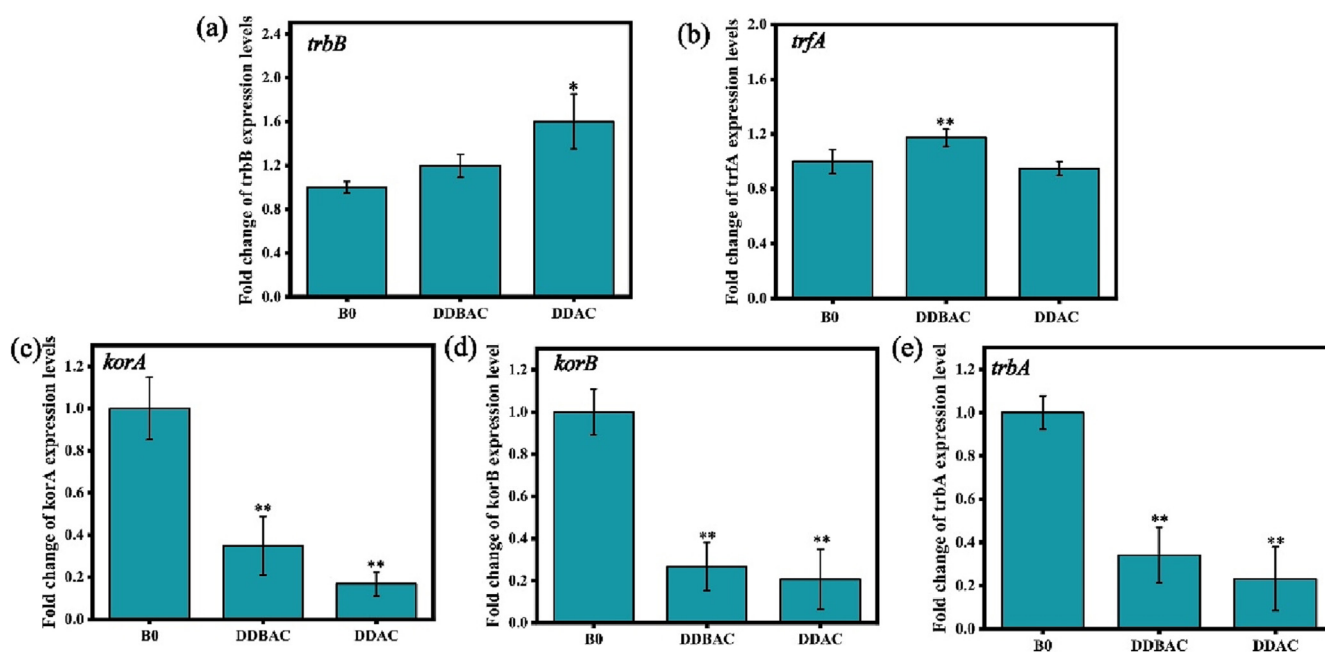 (a)
Fold change of trbB expression levels
trbB
2.4
2.0
1.6
1.2
0.8
0.4
0.0
*
B0 DDBAC DDAC
(b)
Fold change of trfA expression levels
trfA
2.0
1.6
1.2
0.8
0.4
0.0
**
B0 DDBAC DDAC
(c)
Fold change of korA expression levels
korA
1.2
1.0
0.8
0.6
0.4
0.2
0.0
**
**
B0 DDBAC DDAC
(d)
Fold change of korB expression level
korB
1.2
1.0
0.8
0.6
0.4
0.2
0.0
**
**
B0 DDBAC DDAC
(e)
Fold change of trbA expression level
trbA
1.2
1.0
0.8
0.6
0.4
0.2
0.0
**
**
B0 DDBAC DDAC